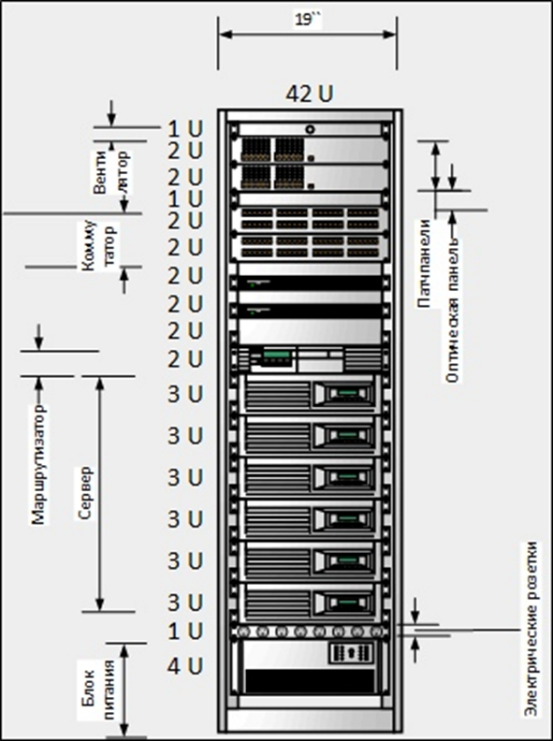 19``
42 U
1 U
2 U
2 U
1 U
2 U
2 U
2 U
2 U
2 U
2 U
3 U
3 U
3 U
3 U
3 U
3 U
1 U
4 U
Венти
лятор
Комму
татор
Маршрутизатор
Сервер
Блок
питания
Патчпанели
Оптическая панель
Электрические розетки